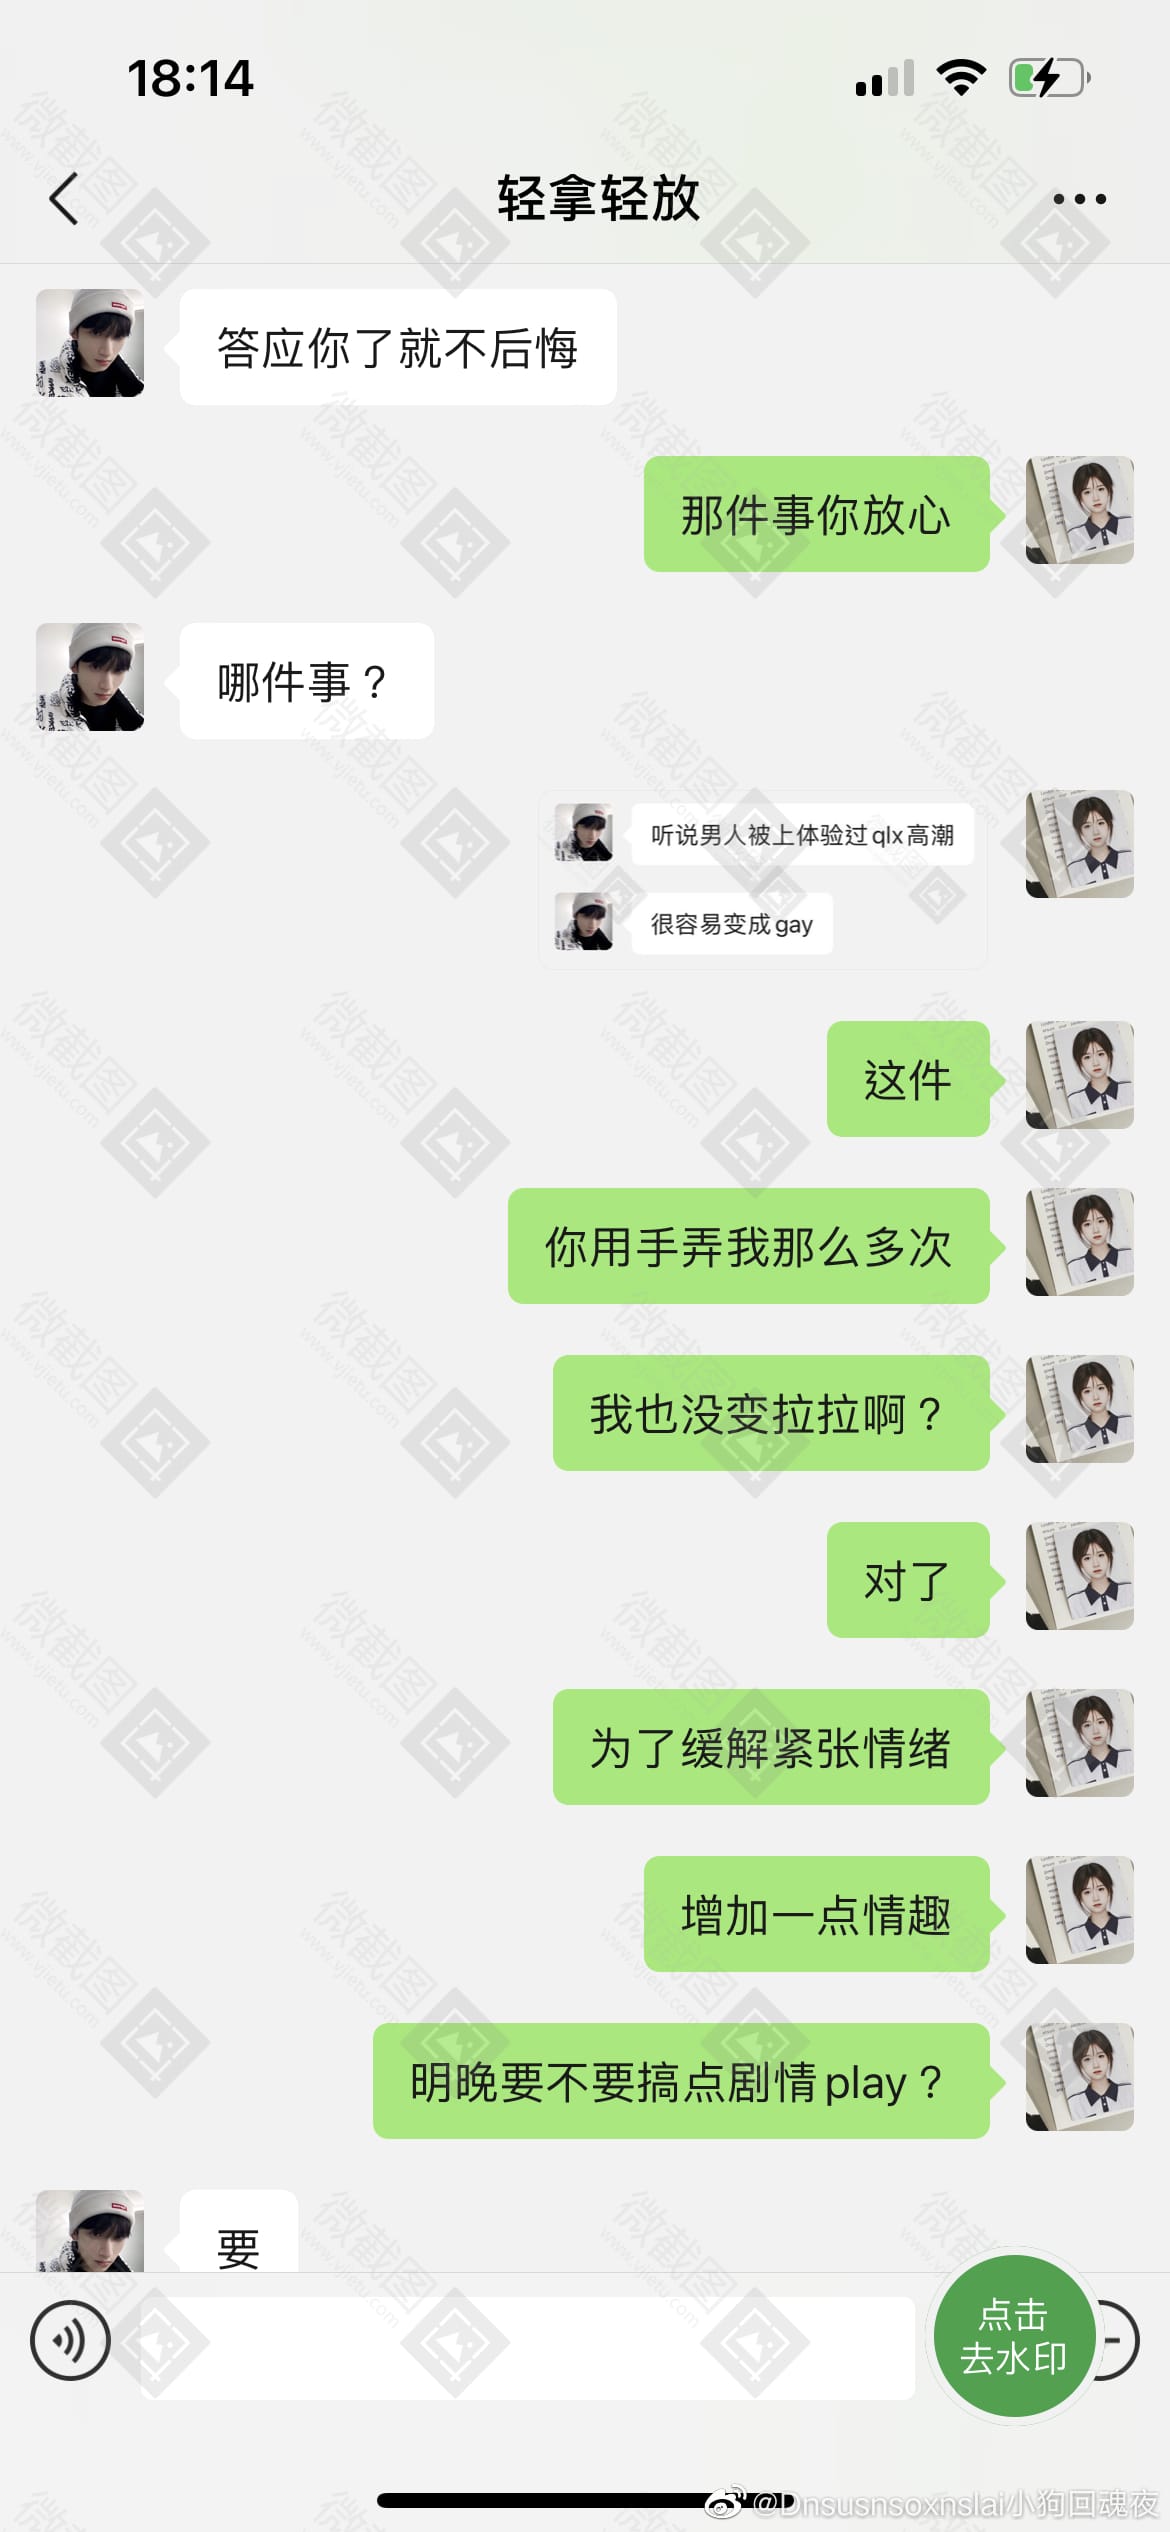 18:14
轻拿轻放
答应你了就不后悔
那件事你放心
哪件事？
听说男人被上体验过qlx高潮
很容易变成gay
这件
你用手弄我那么多次
我也没变拉拉啊？
对了
为了缓解紧张情绪
增加一点情趣
明晚要不要搞点剧情play？
要
点击
去水印
微截图
www.vjietu.com
@Dnsusnsoxnslai小狗回魂夜